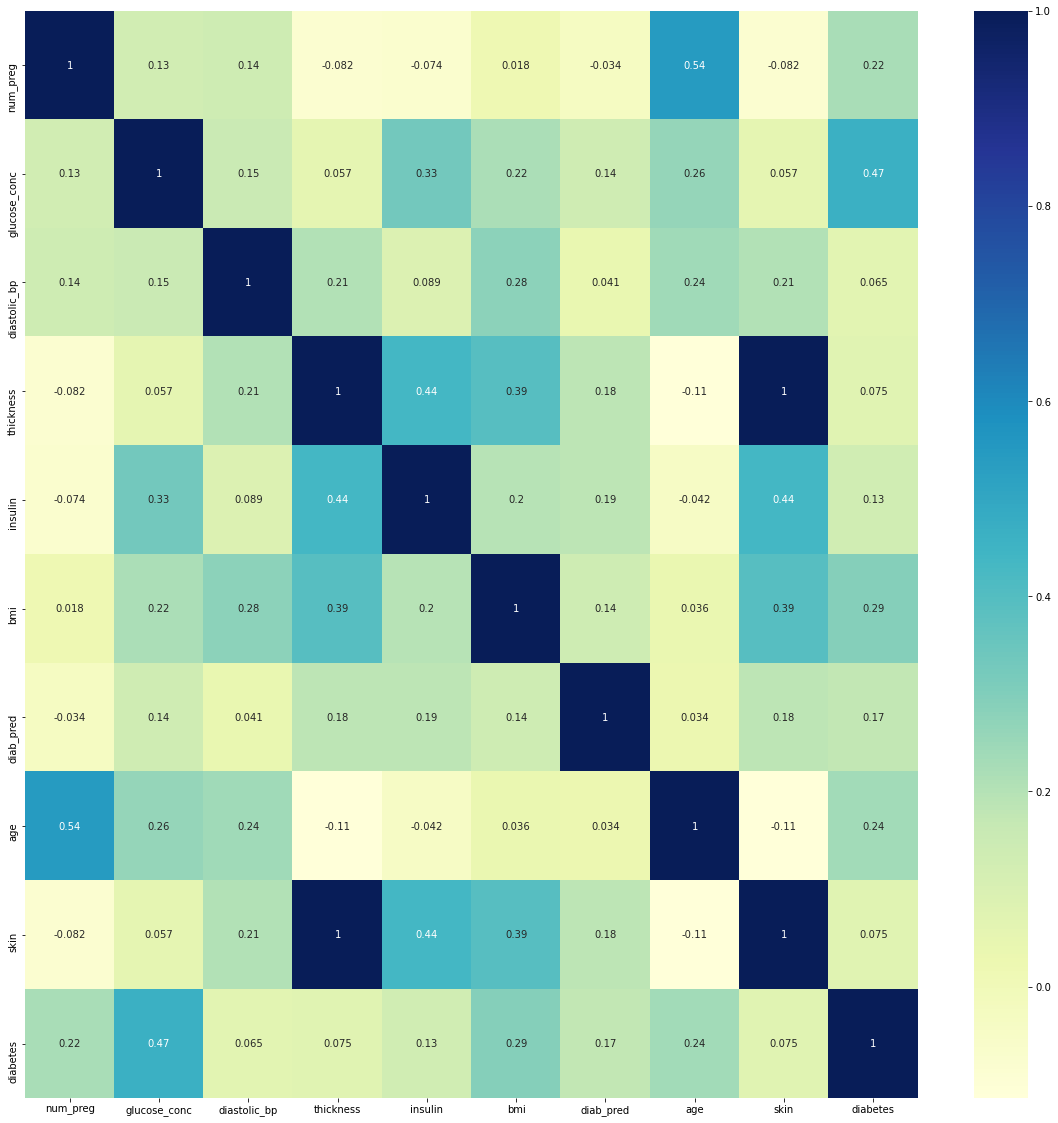 num_preg 1 0.13 0.14 -0.082 -0.074 0.018 -0.034 0.54 -0.082 0.22
glucose_conc 0.13 1 0.15 0.057 0.33 0.22 0.14 0.26 0.057 0.47
diastolic_bp 0.14 0.15 1 0.21 0.089 0.28 0.041 0.24 0.21 0.065
thickness -0.082 0.057 0.21 1 0.44 0.39 0.18 -0.11 1 0.075
insulin -0.074 0.33 0.089 0.44 1 0.2 0.19 -0.042 0.44 0.13
bmi 0.018 0.22 0.28 0.39 0.2 1 0.14 0.036 0.39 0.29
diab_pred -0.034 0.14 0.041 0.18 0.19 0.14 1 0.034 0.18 0.17
age 0.54 0.26 0.24 -0.11 -0.042 0.036 0.034 1 -0.11 0.24
skin -0.082 0.057 0.21 1 0.44 0.39 0.18 -0.11 1 0.075
diabetes 0.22 0.47 0.065 0.075 0.13 0.29 0.17 0.24 0.075 1
num_preg glucose_conc diastolic_bp thickness insulin bmi diab_pred age skin diabetes
1.0
0.8
0.6
0.4
0.2
0.0